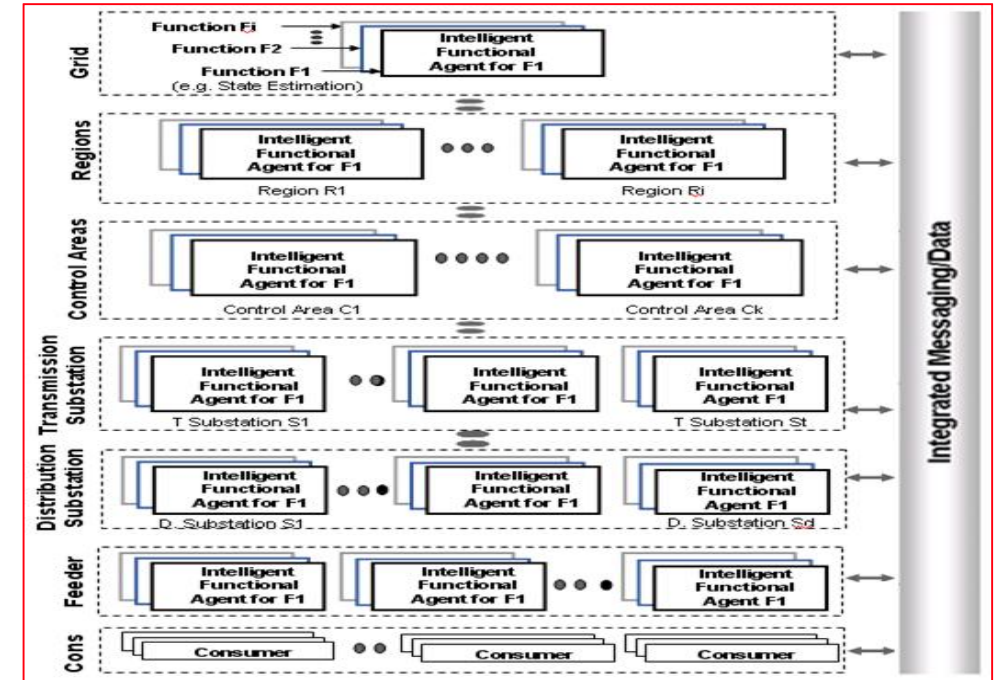 Grid
Function Fi
Function F2
Function F1
(e.g. State Estimation)
Intelligent
Functional
Agent for F1
Regions
Intelligent
Functional
Agent for F1
Region R1
Intelligent
Functional
Agent for F1
Region Ri
Control Areas
Intelligent
Functional
Agent for F1
Control Area C1
Intelligent
Functional
Agent for F1
Control Area Ck
Transmission
Substation
Intelligent
Functional
Agent for F1
T Substation S1
Intelligent
Functional
Agent for F1
Intelligent
Functional
Agent F1
T Substation St
Distribution
Substation
Intelligent
Functional
Agent for F1
D. Substation S1
Intelligent
Functional
Agent for F1
Intelligent
Functional
Agent F1
D. Substation Sd
Feeder
Intelligent
Functional
Agent for F1
Intelligent
Functional
Agent for F1
Intelligent
Functional
Agent F1
Cons
Consumer
Consumer
Consumer
Integrated Messaging/Data